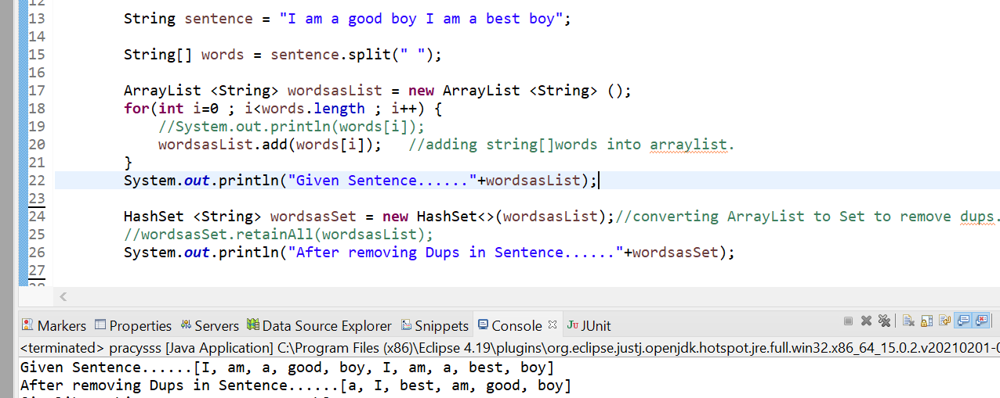 12
13 String sentence = "I am a good boy I am a best boy";
14
15 String[] words = sentence.split(" ");
16
17 ArrayList <String> wordsasList = new ArrayList <String> ();
18 for(int i=0 ; i<words.length ; i++) {
19 //System.out.println(words[i]);
20 wordsasList.add(words[i]); //adding string[]words into arraylist.
21 }
22 System.out.println("Given Sentence......"+wordsasList);
23
24 HashSet <String> wordsasSet = new HashSet<>(wordsasList);//converting ArrayList to Set to remove dups.
25 //wordsasSet.retainAll(wordsasList);
26 System.out.println("After removing Dups in Sentence......"+wordsasSet);
27
Markers Properties Servers Data Source Explorer Snippets Console JUnit
<terminated> pracysss [Java Application] C:\Program Files (x86)\Eclipse 4.19\plugins\org.eclipse.justj.openjdk.hotspot.jre.full.win32.x86_64_15.0.2.v20210201-0
Given Sentence......[I, am, a, good, boy, I, am, a, best, boy]
After removing Dups in Sentence......[a, I, best, am, good, boy]